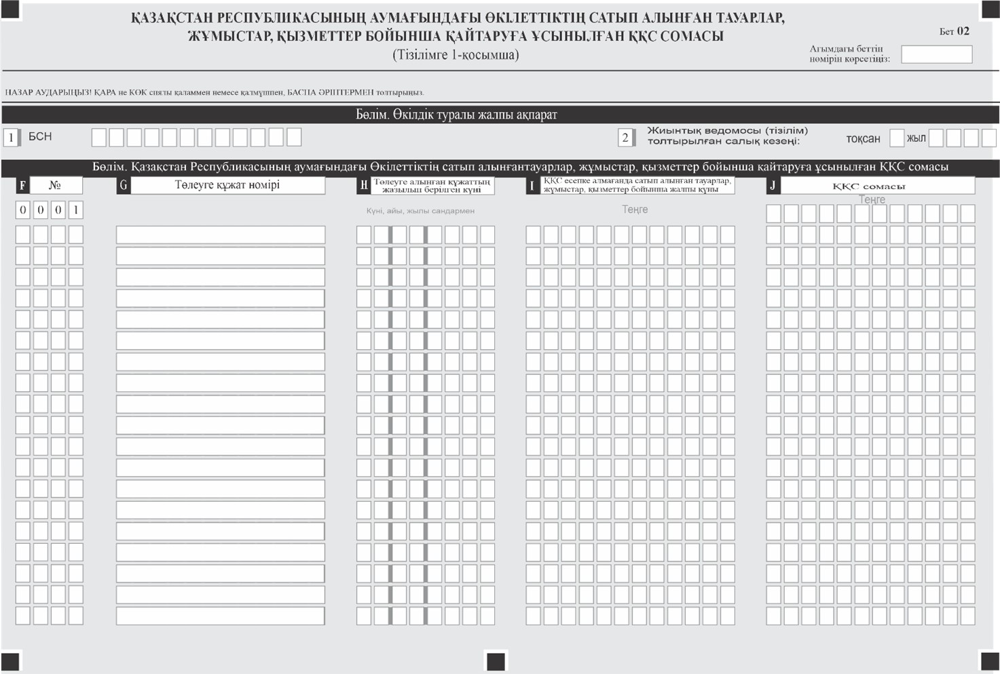 ҚАЗАҚСТАН РЕСПУБЛИКАСЫНЫҢ АУМАҒЫНДАҒЫ ӨКІЛЕТТІКТІҢ САТЫП АЛЫНҒАН ТАУАРЛАР,
ЖҰМЫСТАР, ҚЫЗМЕТТЕР БОЙЫНША ҚАЙТАРУҒА ҰСЫНЫЛҒАН ҚҚС СОМАСЫ
(Тізілімге 1-қосымша)
Бет 02
Ағымдағы беттің
нөмірін көрсетіңіз:
НАЗАР АУДАРЫҢЫЗ! ҚАРА не КӨК сиялы қаламмен немесе қалмұшпен, БАСПА ӘРІПТЕРМЕН толтырыңыз.
Бөлім. Өкілдік туралы жалпы ақпарат
1 БСН
2 Жиынтық ведомосы (тізілім)
толтырылған салық кезеңі:
тоқсан жыл
Бөлім. Қазақстан Республикасының аумағындағы Өкілеттіктің сатып алынғантауарлар, жұмыстар, қызметтер бойынша қайтаруға ұсынылған ҚҚС сомасы
F №
G Төлеуге құжат нөмірі
H Төлеуге алынған құжаттың
жазылып берілген күні
I ҚҚС есепке алмағанда сатып алынған тауарлар,
жұмыстар, қызметтер бойынша жалпы құны
J ҚҚС сомасы
0 0 0 1
Күні, айы, жылы сандармен
Теңге
Теңге